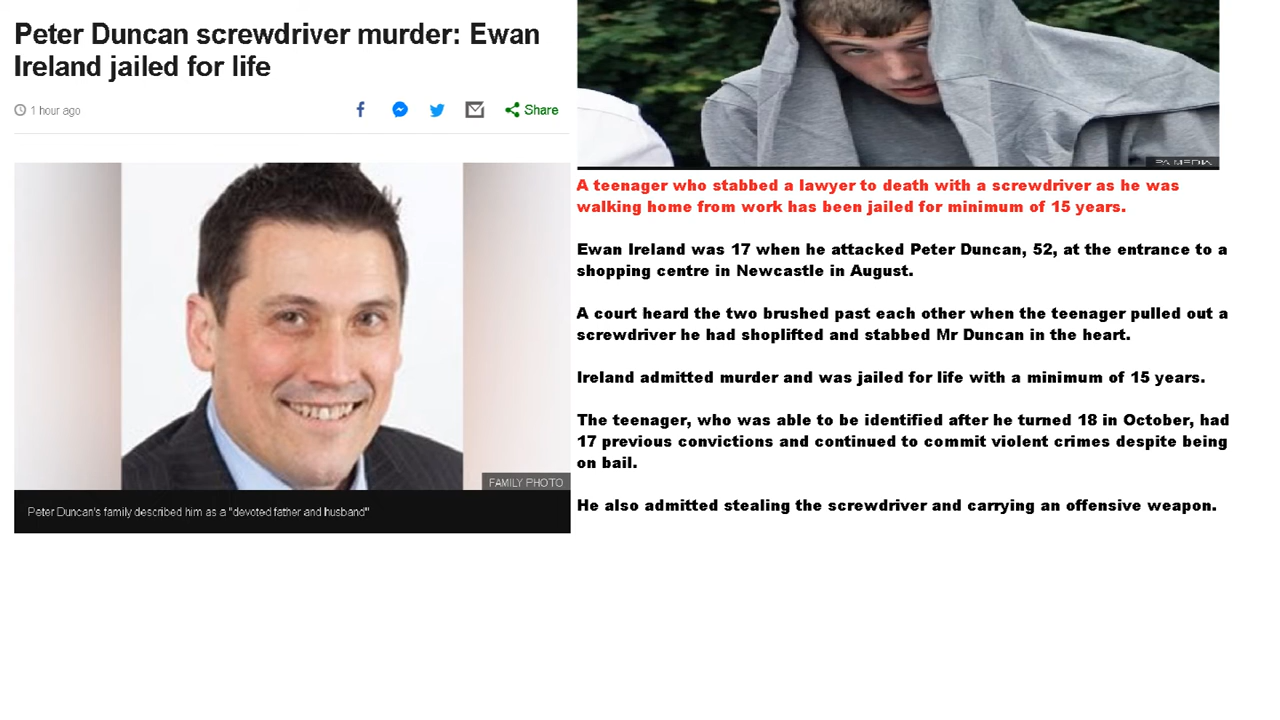 Peter Duncan screwdriver murder: Ewan
Ireland jailed for life
1 hour ago
Share
FAMILY PHOTO
Peter Duncan's family described him as a "devoted father and husband"
PA MEDIA
A teenager who stabbed a lawyer to death with a screwdriver as he was
walking home from work has been jailed for minimum of 15 years.
Ewan Ireland was 17 when he attacked Peter Duncan, 52, at the entrance to a
shopping centre in Newcastle in August.
A court heard the two brushed past each other when the teenager pulled out a
screwdriver he had shoplifted and stabbed Mr Duncan in the heart.
Ireland admitted murder and was jailed for life with a minimum of 15 years.
The teenager, who was able to be identified after he turned 18 in October, had
17 previous convictions and continued to commit violent crimes despite being
on bail.
He also admitted stealing the screwdriver and carrying an offensive weapon.